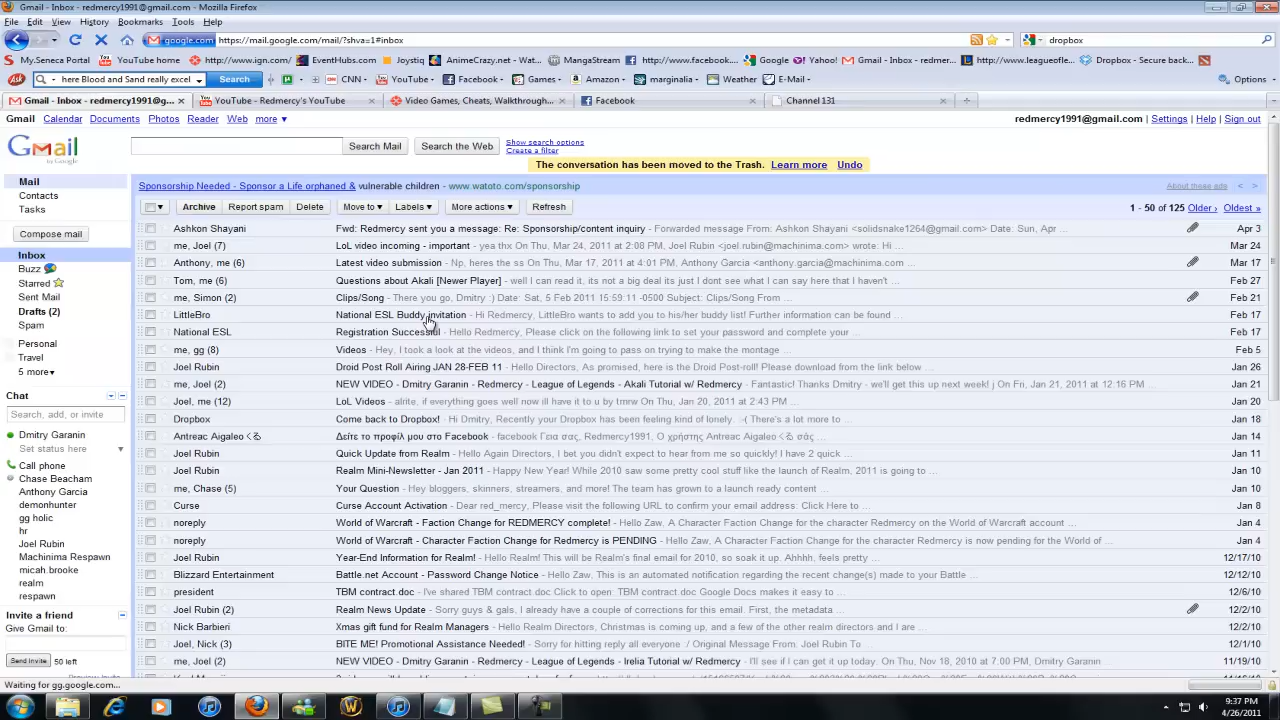 Gmail - Inbox - redmercy1991@gmail.com - Mozilla Firefox
File Edit View History Bookmarks Tools Help
google.com https://mail.google.com/mail/?shva=1#inbox dropbox
My.Seneca Portal YouTube home http://www.ign.com/ EventHubs.com Joystiq AnimeCrazy.net - Wat... MangaStream http://www.facebook.... Google Yahoo! Gmail - Inbox - redmer... http://www.leagueofle... Dropbox - Secure back...
Ask here Blood and Sand really excel Search CNN YouTube Facebook Games Amazon marginalia Weather E-Mail Options
Gmail - Inbox - redmercy1991@g... YouTube - Redmercy's YouTube Video Games, Cheats, Walkthrough... Facebook Channel 131
Gmail Calendar Documents Photos Reader Web more redmercy1991@gmail.com | Settings | Help | Sign out
Gmail by Google Search Mail Search the Web Show search options
Create a filter
The conversation has been moved to the Trash. Learn more Undo
Mail
Contacts
Tasks
Compose mail
Inbox
Buzz
Starred
Sent Mail
Drafts (2)
Spam
Personal
Travel
5 more
Chat
Search, add, or invite
Dmitry Garanin
Set status here
Call phone
Chase Beacham
Anthony Garcia
demonhunter
gg holic
hr
Joel Rubin
Machinima Respawn
micah.brooke
realm
respawn
Invite a friend
Give Gmail to:
Send Invite 50 left
Preview Invite
Sponsorship Needed - Sponsor a Life orphaned & vulnerable children - www.watoto.com/sponsorship About these ads < >
Archive Report spam Delete Move to Labels More actions Refresh 1 - 50 of 125 Older › Oldest »
Ashkon Shayani Fwd: Redmercy sent you a message: Re: Sponsorship/content inquiry - Forwarded message From: Ashkon Shayani <solidsnake1264@gmail.com> Date: Sun, Apr ... Apr 3
me, Joel (7) LoL video incoming - important - yea thx On Thu, Mar 24, 2011 at 2:08 PM, Joel Rubin <joel.rubin@machinima.com> wrote: Hi ... Mar 24
Anthony, me (6) Latest video submission - Np, heres the ss On Thu, Mar 17, 2011 at 4:01 PM, Anthony Garcia <anthony.garcia@machinima.com ... Mar 17
Tom, me (6) Questions about Akali [Newer Player] - well I can read it, its not a big deal its just I dont see what I can say here that I haven't ... Feb 27
me, Simon (2) Clips/Song - There you go, Dmitry :) Date: Sat, 5 Feb 2011 15:59:11 -0500 Subject: Clips/Song From ... Feb 21
LittleBro National ESL Buddy invitation - Hi Redmercy, LittleBro wants to add you to his/her buddy list! Further information can be found ... Feb 17
National ESL Registration Successful - Hello Redmercy, Please click on the following link to set your password and complete your ... Feb 17
me, gg (8) Videos - Hey, I took a look at the videos, and I think I'm going to pass on trying to make the montage ... Feb 5
Joel Rubin Droid Post Roll Airing JAN 28-FEB 11 - Hello Directors, As promised, here is the Droid Post-roll! Please download from the link below ... Jan 26
me, Joel (2) NEW VIDEO - Dmitry Garanin - Redmercy - League of Legends - Akali Tutorial w/ Redmercy - Fantastic! Thanks Dmitry - we'll get this up next week! j On Fri, Jan 21, 2011 at 12:16 PM ... Jan 21
Joel, me (12) LoL Videos - alrite, if everything goes well now ill have it to u by tmrw On Thu, Jan 20, 2011 at 2:43 PM ... Jan 20
Dropbox Come back to Dropbox! - Hi Dmitry, Recently your Dropbox has been feeling kind of lonely. :-( There's a lot more to ... Jan 18
Antreac Aigaleo くる Δείτε το προφίλ μου στο Facebook - facebook Γεια σας, Redmercy1991, Ο χρήστης Antreac Aigaleo くる σάς ... Jan 14
Joel Rubin Quick Update from Realm - Hello Again Directors, I bet you didn't expect to hear from me so quickly! I have 2 quick ... Jan 11
Joel Rubin Realm Mini-Newsletter - Jan 2011 - Happy New Year! While 2010 saw some pretty cool stuff like the launch of Realm, 2011 is going to ... Jan 10
me, Chase (5) Your Question - Hey bloggers, skinners, streamers, and more! The team has grown to a launch ready content ... Jan 10
Curse Curse Account Activation - Dear red_mercy, Please visit the following URL to confirm your email address: Click Here to ... Jan 8
noreply World of Warcraft - Faction Change for REDMERCY complete! - Hello Zaw, A Character Faction Change for the character Redmercy on the World of Warcraft account ... Jan 4
noreply World of Warcraft - Character Faction Change for Redmercy is PENDING - Hello Zaw, A Character Faction Change for the character Redmercy is now pending for the World of ... Jan 4
Joel Rubin Year-End Information for Realm! - Hello Realm! This will be Realm's final email for 2010, so soak it up. Ahhhh, feels pretty ... 12/17/10
Blizzard Entertainment Battle.net Account - Password Change Notice - Hello Zaw, This is an automated notification regarding the recent change(s) made to your Battle ... 12/12/10
president TBM contract.doc - I've shared TBM contract.doc Click to open: TBM contract.doc Google Docs makes it easy to ... 12/6/10
Joel Rubin (2) Realm News Update - Sorry guys & gals, I already have a couple of corrections for this email. First, the metadata... 12/2/10
Nick Barbieri Xmas gift fund for Realm Managers - Hello Realm Directors, Christmas is coming up, and a few of the other realm directors and I are ... 12/2/10
Joel, Nick (3) BITE ME! Promotional Assistance Needed! - Sorry for hitting reply all everyone :/ Original Message From: Joel Rubin To ... 12/1/10
me, Joel (2) NEW VIDEO - Dmitry Garanin - Redmercy - League of Legends - Irelia Tutorial w/ Redmercy - I'll see if I can get it up today. On Thu, Nov 18, 2010 at 7:00 PM, Dmitry Garanin ... 11/19/10
Waiting for gg.google.com...
9:37 PM
4/26/2011